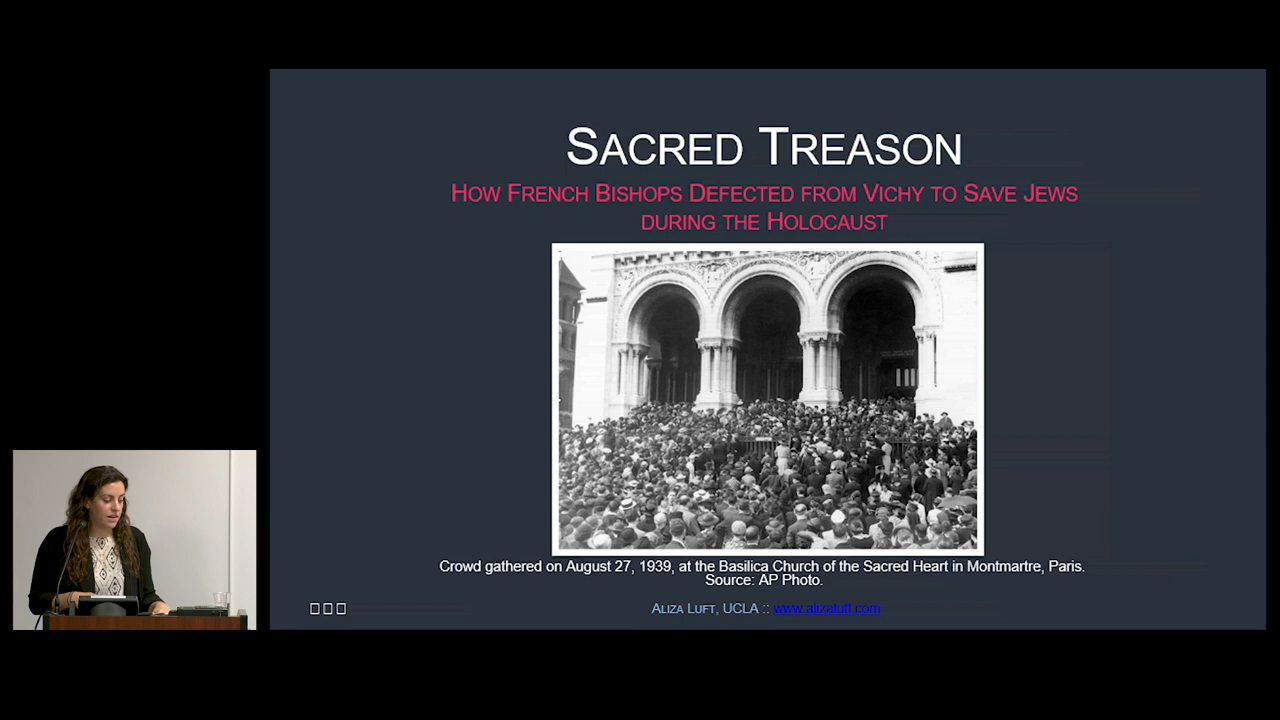 SACRED TREASON
HOW FRENCH BISHOPS DEFECTED FROM VICHY TO SAVE JEWS
DURING THE HOLOCAUST
Crowd gathered on August 27, 1939, at the Basilica Church of the Sacred Heart in Montmartre, Paris.
Source: AP Photo.
ALIZA LUFT, UCLA :: www.alizaluft.com